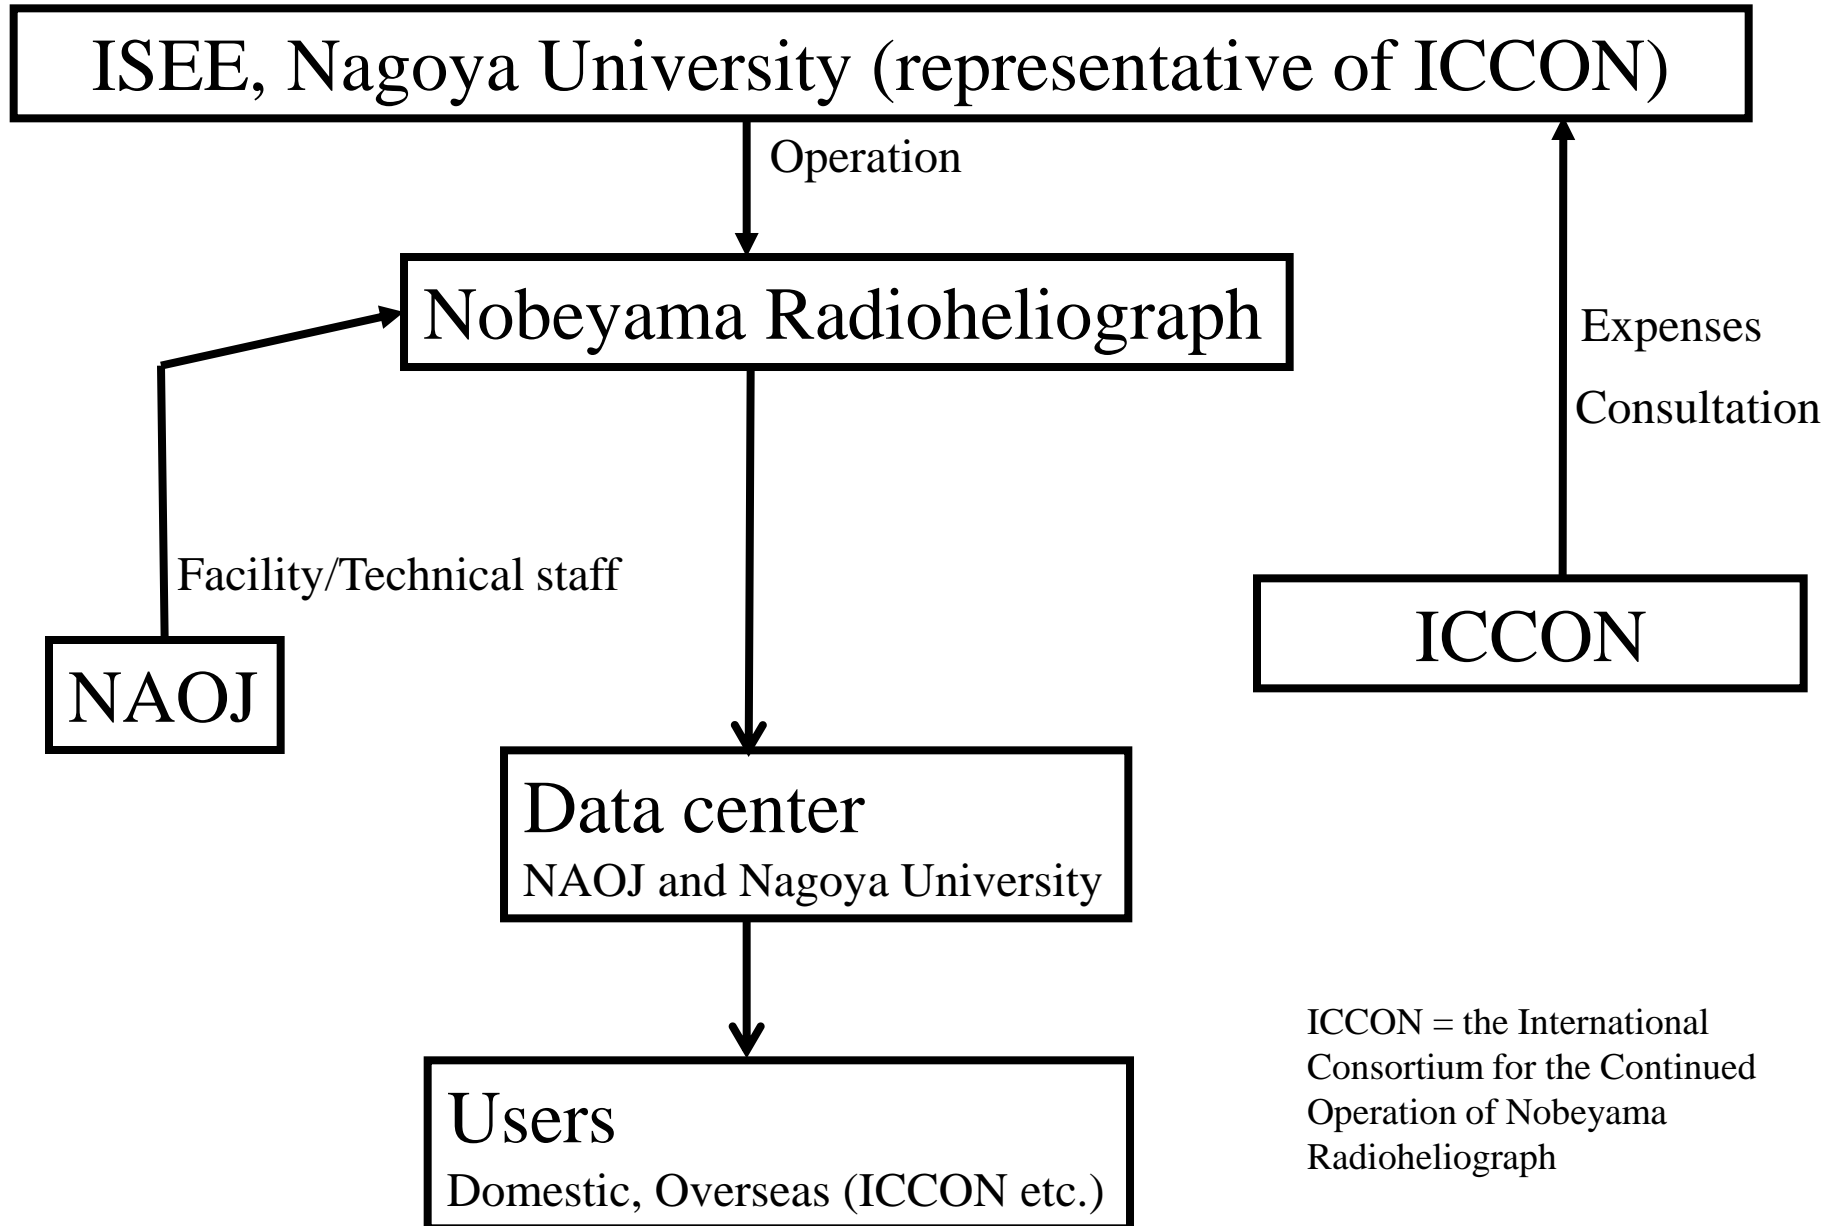 ISEE, Nagoya University (representative of ICCON)
Operation
Nobeyama Radioheliograph
Expenses
Consultation
Facility/Technical staff
NAOJ
ICCON
Data center
NAOJ and Nagoya University
Users
Domestic, Overseas (ICCON etc.)
ICCON = the International
Consortium for the Continued
Operation of Nobeyama
Radioheliograph